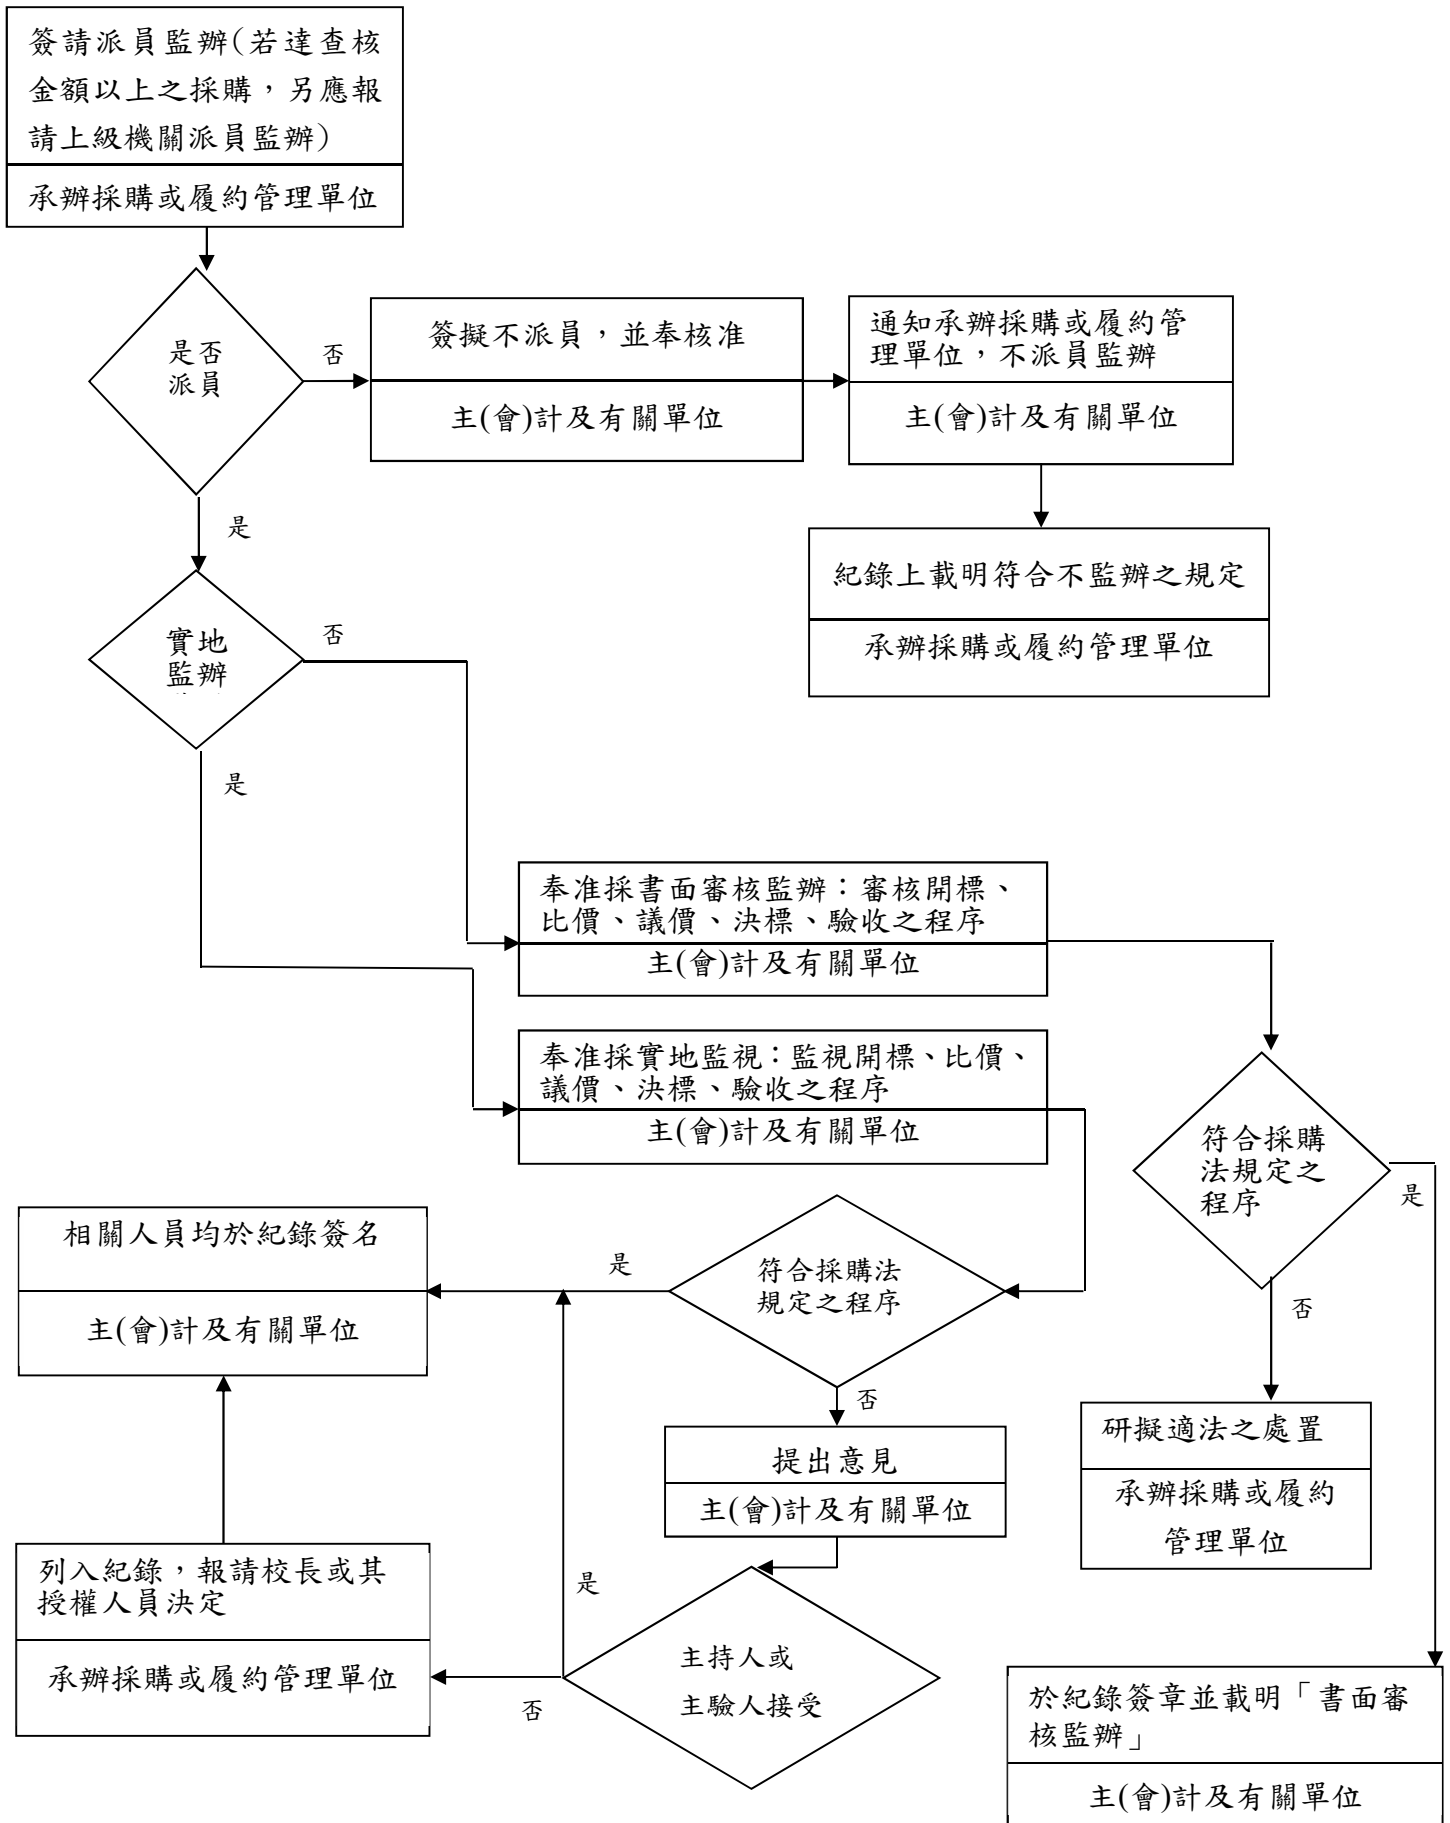 簽請派員監辦(若達查核
金額以上之採購，另應報
請上級機關派員監辦)
承辦採購或履約管理單位
是否
派員
否
簽擬不派員，並奉核准
主(會)計及有關單位
通知承辦採購或履約管
理單位，不派員監辦
主(會)計及有關單位
是
紀錄上載明符合不監辦之規定
承辦採購或履約管理單位
實地
監辦
否
是
奉准採書面審核監辦：審核開標、
比價、議價、決標、驗收之程序
主(會)計及有關單位
奉准採實地監視：監視開標、比價、
議價、決標、驗收之程序
主(會)計及有關單位
符合採購
法規定之
程序
是
否
相關人員均於紀錄簽名
主(會)計及有關單位
是
符合採購法
規定之程序
否
提出意見
主(會)計及有關單位
研擬適法之處置
承辦採購或履約
管理單位
列入紀錄，報請校長或其
授權人員決定
承辦採購或履約管理單位
是
否
主持人或
主驗人接受
於紀錄簽章並載明「書面審
核監辦」
主(會)計及有關單位